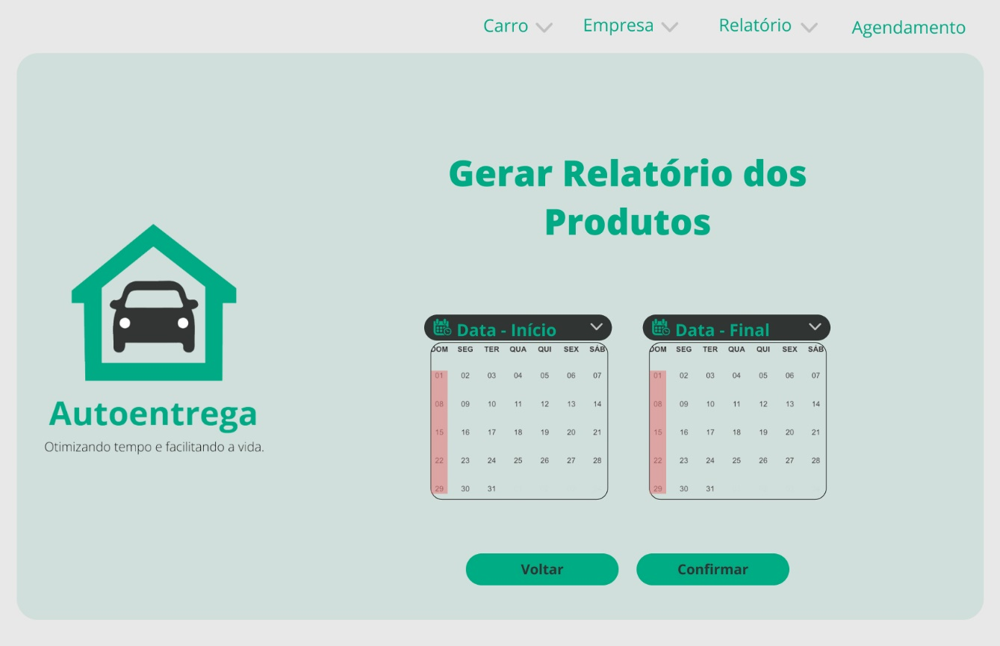 Carro
Empresa
Relatório
Agendamento
Gerar Relatório dos
Produtos
Autoentrega
Otimizando tempo e facilitando a vida.
Data - Início
DOM SEG TER QUA QUI SEX SÁB
01 02 03 04 05 06 07
08 09 10 11 12 13 14
15 16 17 18 19 20 21
22 23 24 25 26 27 28
29 30 31
Data - Final
DOM SEG TER QUA QUI SEX SÁB
01 02 03 04 05 06 07
08 09 10 11 12 13 14
15 16 17 18 19 20 21
22 23 24 25 26 27 28
29 30 31
Voltar
Confirmar